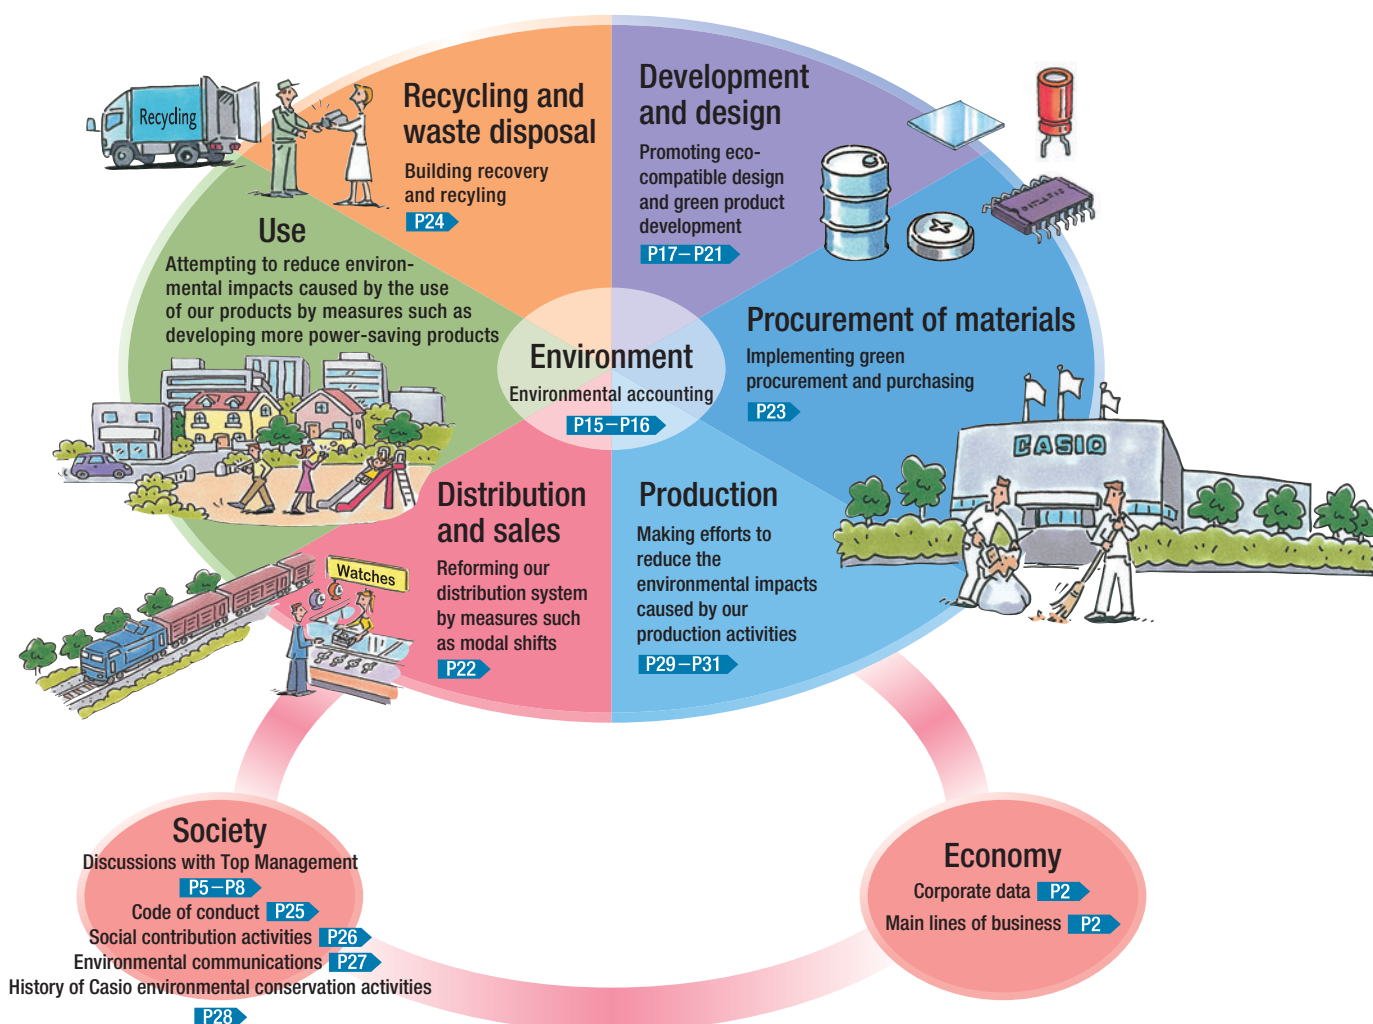 Recycling
Recycling and
waste disposal
Building recovery
and recyling
P24
Development
and design
Promoting eco-
compatible design
and green product
development
P17–P21
Use
Attempting to reduce environ-
mental impacts caused by the use
of our products by measures such as
developing more power-saving products
Procurement of materials
Implementing green
procurement and purchasing
P23
Environment
Environmental accounting
P15–P16
CASIO
Distribution
and sales
Reforming our
distribution system
by measures such
as modal shifts
P22
Watches
Production
Making efforts to
reduce the
environmental impacts
caused by our
production activities
P29–P31
Society
Discussions with Top Management
P5–P8
Code of conduct P25
Social contribution activities P26
Environmental communications P27
History of Casio environmental conservation activities
P28
Economy
Corporate data P2
Main lines of business P2